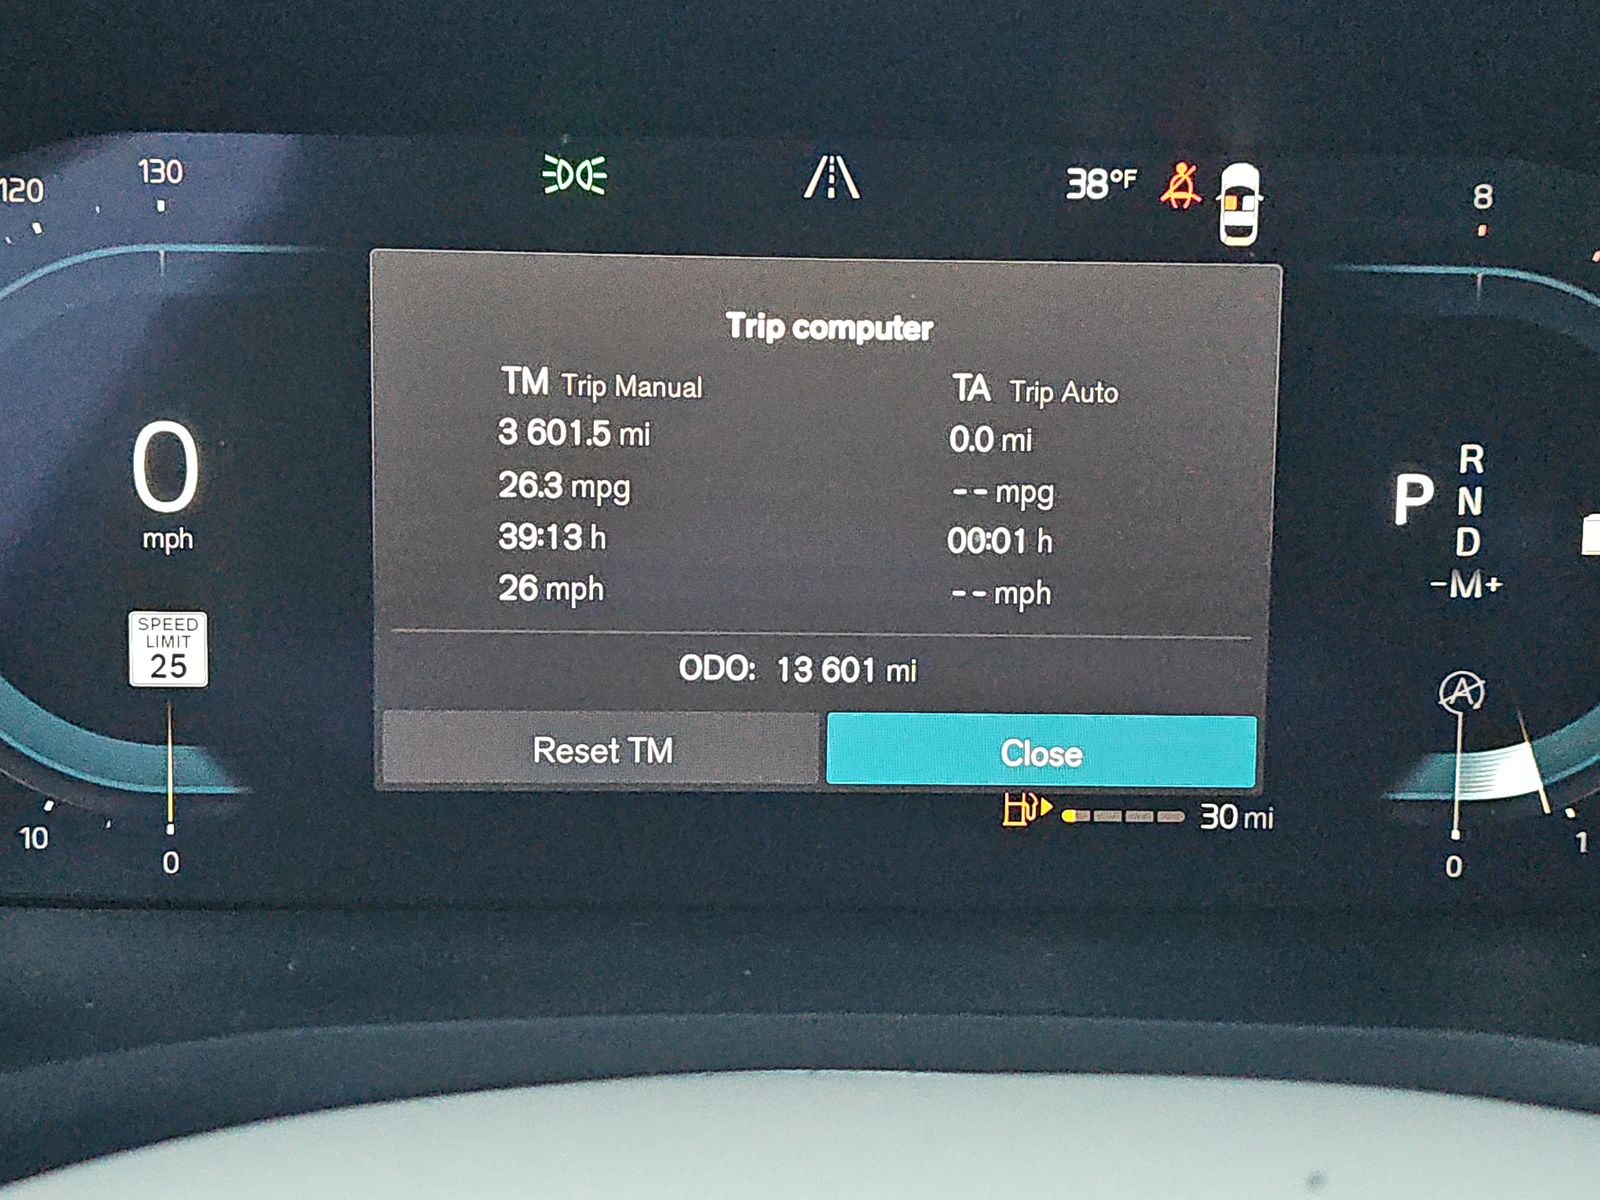 120
130
38°F
8
Trip computer
TM Trip Manual
TA Trip Auto
3 601.5 mi
0.0 mi
26.3 mpg
-- mpg
39:13 h
00:01 h
26 mph
-- mph
ODO: 13 601 mi
Reset TM
Close
0
mph
SPEED
LIMIT
25
P
R
N
D
-M+
A
30 mi
10
0
0
1